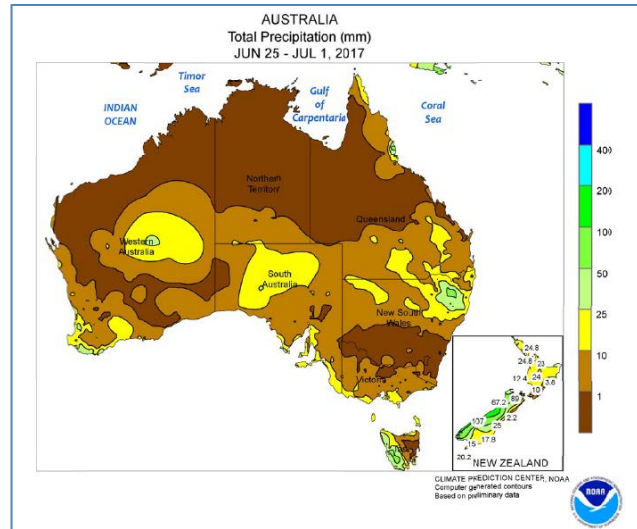 AUSTRALIA
Total Precipitation (mm)
JUN 25 - JUL 1, 2017
Timor
Sea
Gulf
of
Carpentaria
INDIAN
OCEAN
Coral
Sea
Northern
Territory
Queensland
Western
Australia
South
Australia
New South
Wales
Victoria
400
200
100
50
25
10
1
24.8
24.8
23
12.4
24
3.8
10
67.2
89
2.2
107
25
15
17.8
20.2
NEW ZEALAND
CLIMATE PREDICTION CENTER, NOAA
Computer generated contours
Based on preliminary data
NOAA